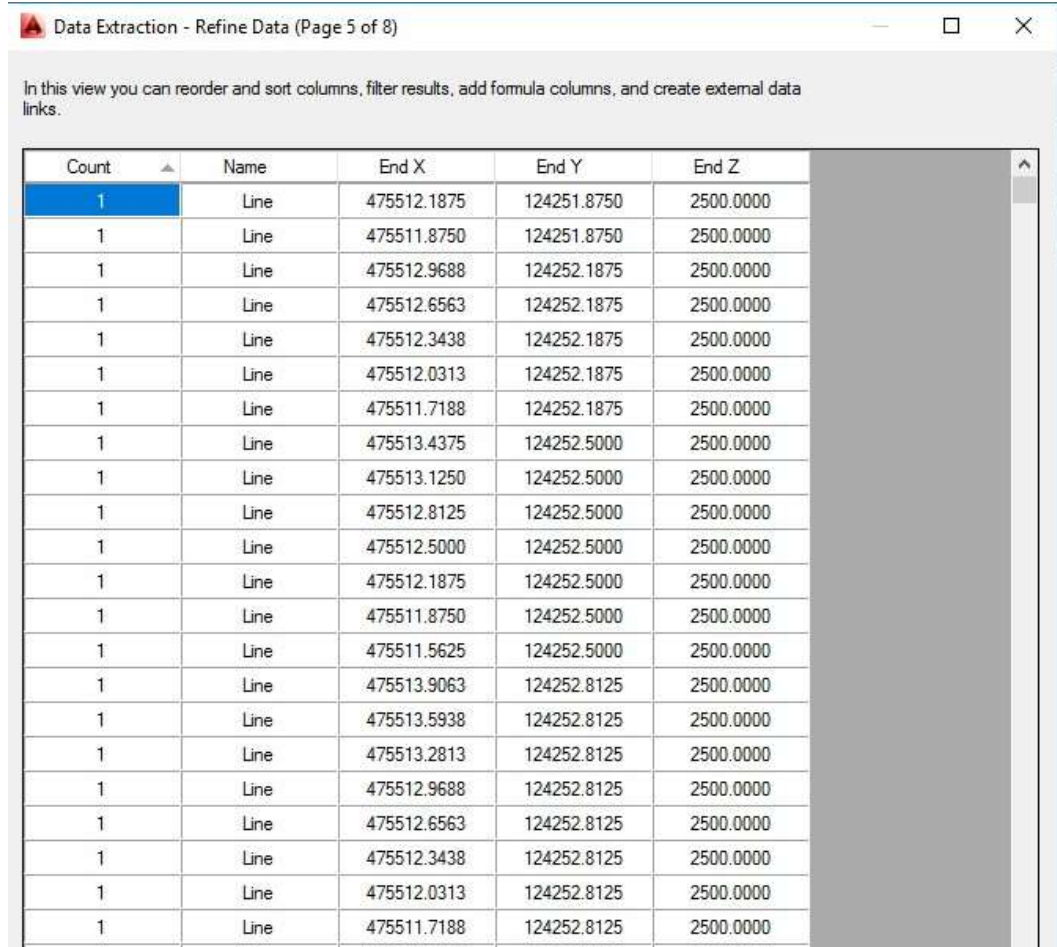 Data Extraction - Refine Data (Page 5 of 8)
In this view you can reorder and sort columns, filter results, add formula columns, and create external data
links.
Count Name End X End Y End Z
1 Line 475512.1875 124251.8750 2500.0000
1 Line 475511.8750 124251.8750 2500.0000
1 Line 475512.9688 124252.1875 2500.0000
1 Line 475512.6563 124252.1875 2500.0000
1 Line 475512.3438 124252.1875 2500.0000
1 Line 475512.0313 124252.1875 2500.0000
1 Line 475511.7188 124252.1875 2500.0000
1 Line 475513.4375 124252.5000 2500.0000
1 Line 475513.1250 124252.5000 2500.0000
1 Line 475512.8125 124252.5000 2500.0000
1 Line 475512.5000 124252.5000 2500.0000
1 Line 475512.1875 124252.5000 2500.0000
1 Line 475511.8750 124252.5000 2500.0000
1 Line 475511.5625 124252.5000 2500.0000
1 Line 475513.9063 124252.8125 2500.0000
1 Line 475513.5938 124252.8125 2500.0000
1 Line 475513.2813 124252.8125 2500.0000
1 Line 475512.9688 124252.8125 2500.0000
1 Line 475512.6563 124252.8125 2500.0000
1 Line 475512.3438 124252.8125 2500.0000
1 Line 475512.0313 124252.8125 2500.0000
1 Line 475511.7188 124252.8125 2500.0000